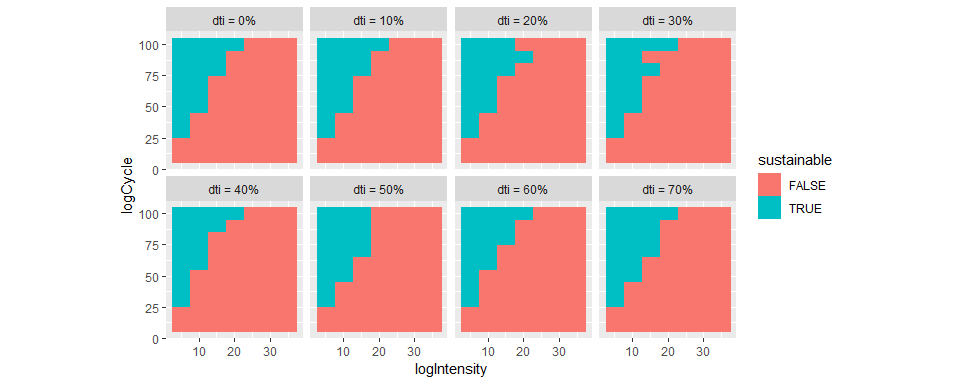 dti = 0%
dti = 10%
dti = 20%
dti = 30%
100
75
50
25
0
dti = 40%
dti = 50%
dti = 60%
dti = 70%
100
75
50
25
0
10 20 30
10 20 30
10 20 30
10 20 30
logIntensity
logCycle
sustainable
FALSE
TRUE